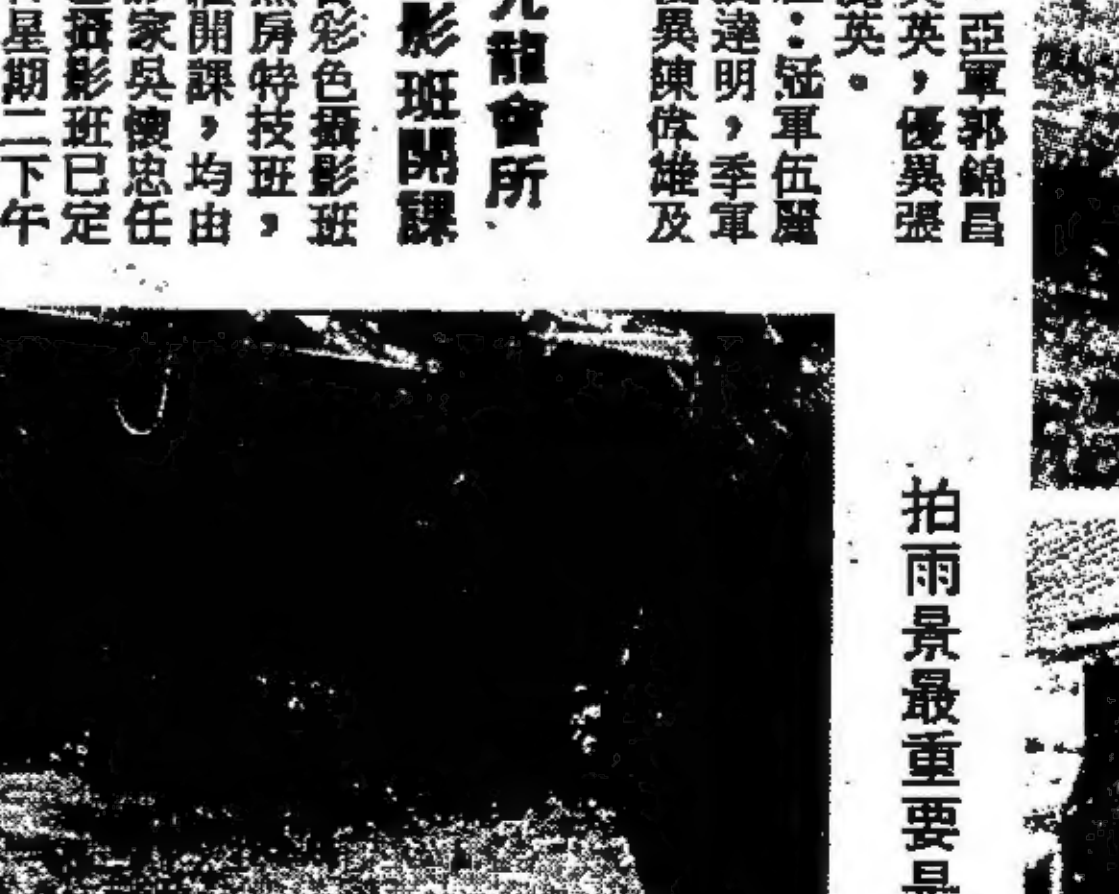 亞軍郭錦昌
英，優異張
英。
：冠軍伍麗
達明，季軍
異陳偉雄及
龍會所
影班開課
彩色攝影班
房特技班，
開課，均由
家吳懷忠任
攝影班已定
星期二下午
拍雨景最重要是